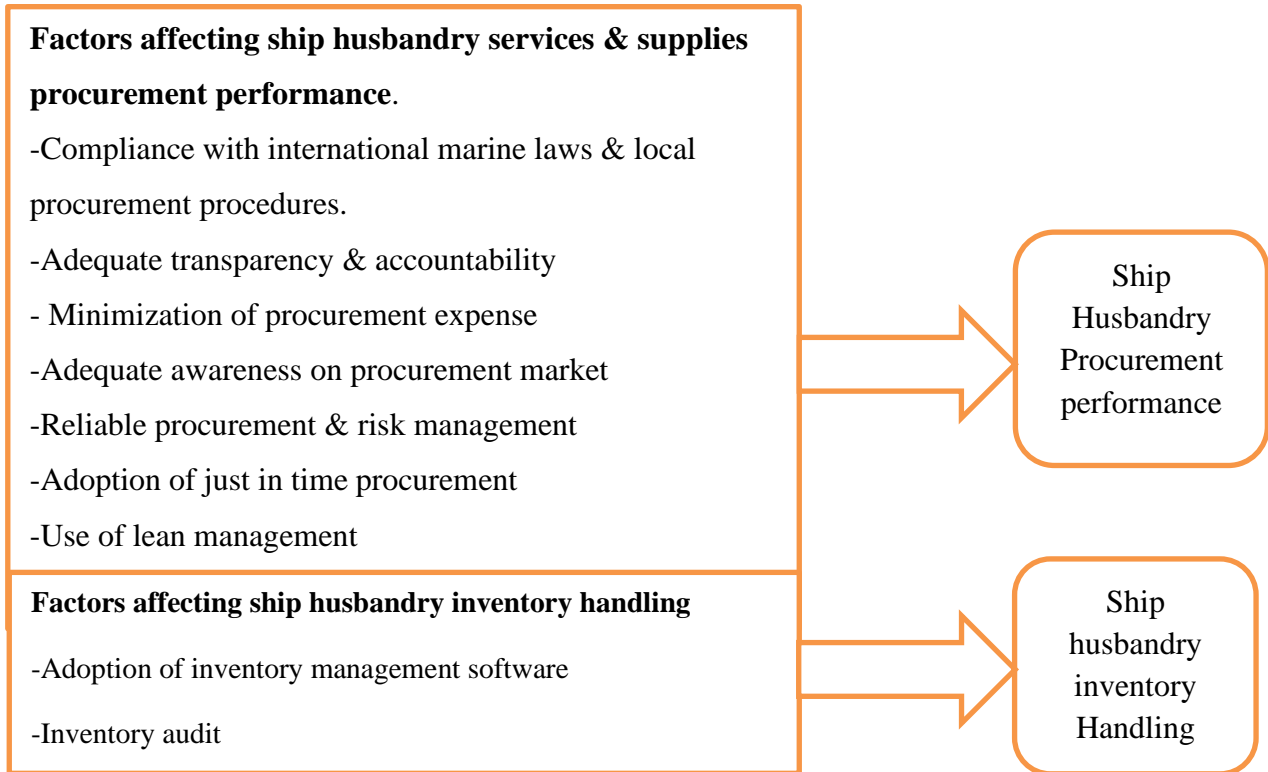 Factors affecting ship husbandry services & supplies
procurement performance.
-Compliance with international marine laws & local
procurement procedures.
-Adequate transparency & accountability
- Minimization of procurement expense
-Adequate awareness on procurement market
-Reliable procurement & risk management
-Adoption of just in time procurement
-Use of lean management
Ship
Husbandry
Procurement
performance
Factors affecting ship husbandry inventory handling
-Adoption of inventory management software
-Inventory audit
Ship
husbandry
inventory
Handling